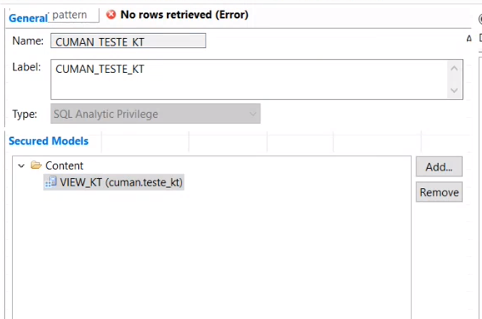 General
pattern
No rows retrieved (Error)
Name:
CUMAN_TESTE_KT
Label:
CUMAN_TESTE_KT
Type:
SQL Analytic Privilege
Secured Models
Content
Add...
VIEW_KT (cuman.teste_kt)
Remove